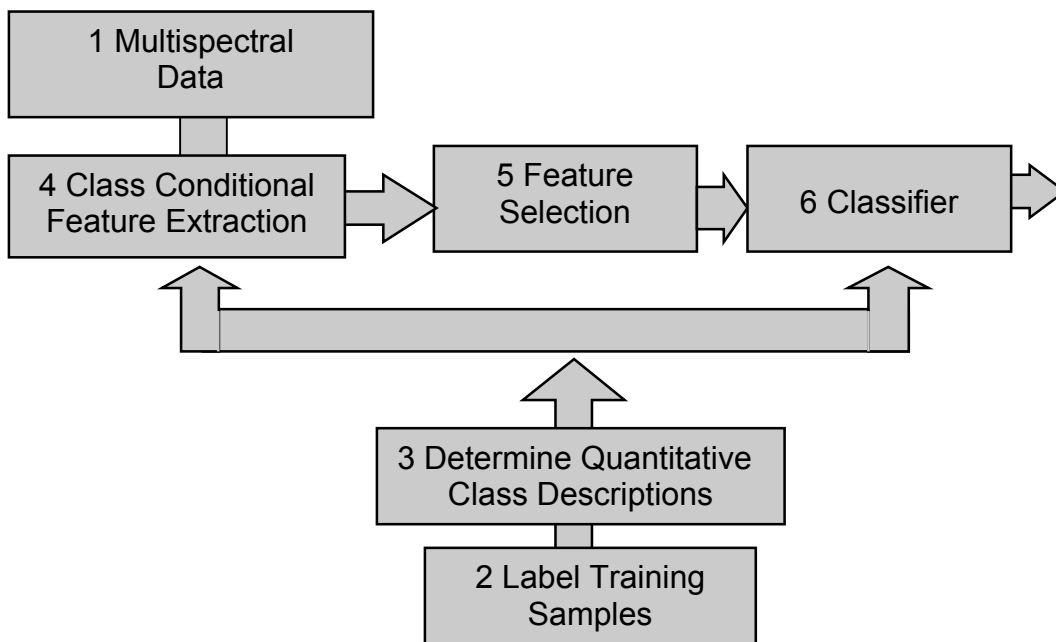 1 Multispectral
Data
4 Class Conditional
Feature Extraction
5 Feature
Selection
6 Classifier
3 Determine Quantitative
Class Descriptions
2 Label Training
Samples